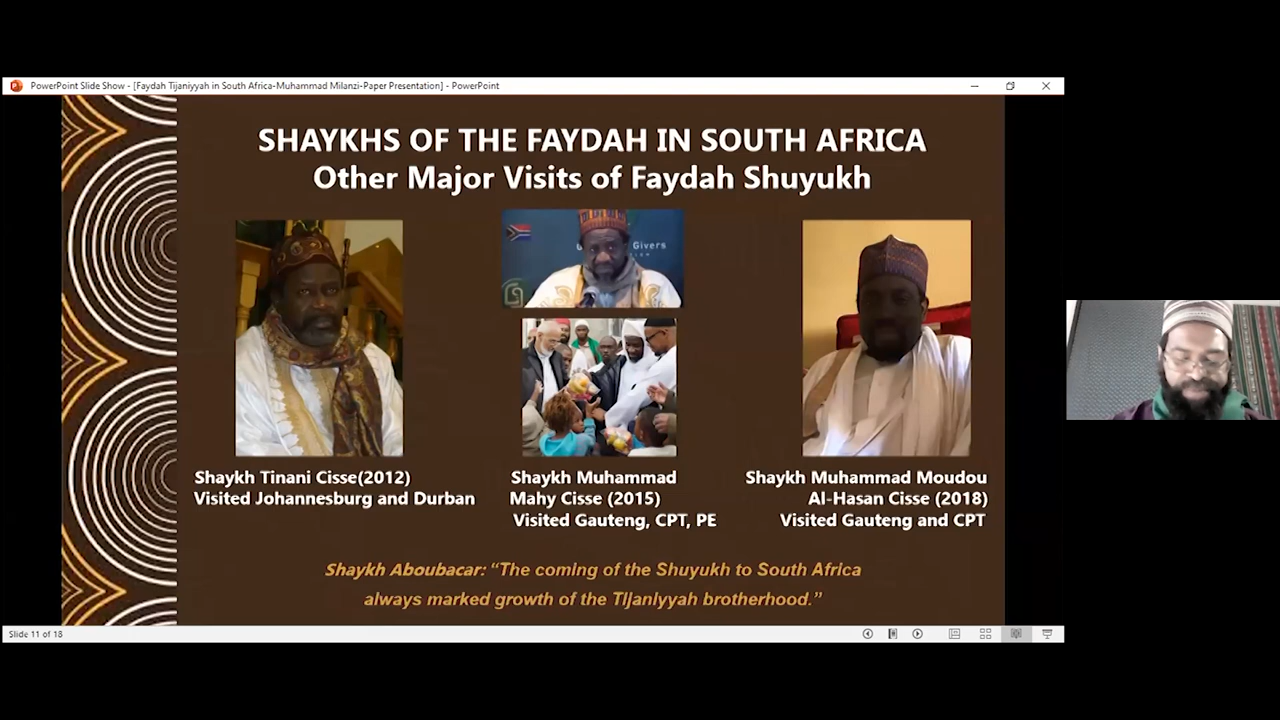 PowerPoint Slide Show - [Faydah Tijaniyyah in South Africa-Muhammad Milanzi-Paper Presentation] - PowerPoint
SHAYKHS OF THE FAYDAH IN SOUTH AFRICA
Other Major Visits of Faydah Shuyukh
Givers
Shaykh Tinani Cisse(2012)
Visited Johannesburg and Durban
Shaykh Muhammad
Mahy Cisse (2015)
Visited Gauteng, CPT, PE
Shaykh Muhammad Moudou
Al-Hasan Cisse (2018)
Visited Gauteng and CPT
Shaykh Aboubacar: “The coming of the Shuyukh to South Africa
always marked growth of the Tijaniyyah brotherhood.”
Slide 11 of 18